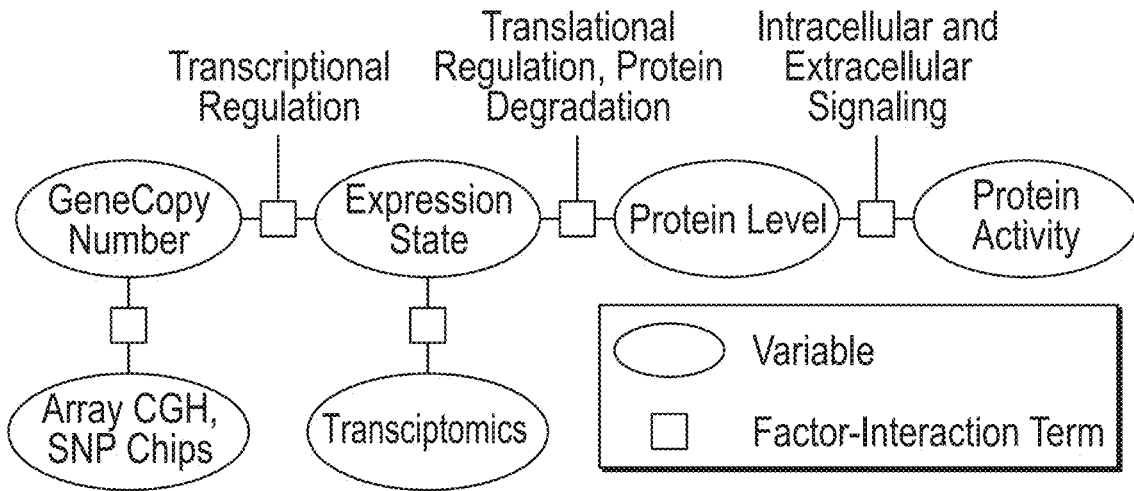 Transcriptional
Regulation
Translational
Regulation, Protein
Degradation
Intracellular and
Extracellular
Signaling
GeneCopy
Number
Expression
State
Protein Level
Protein
Activity
Array CGH,
SNP Chips
Transciptomics
Variable
Factor-Interaction Term